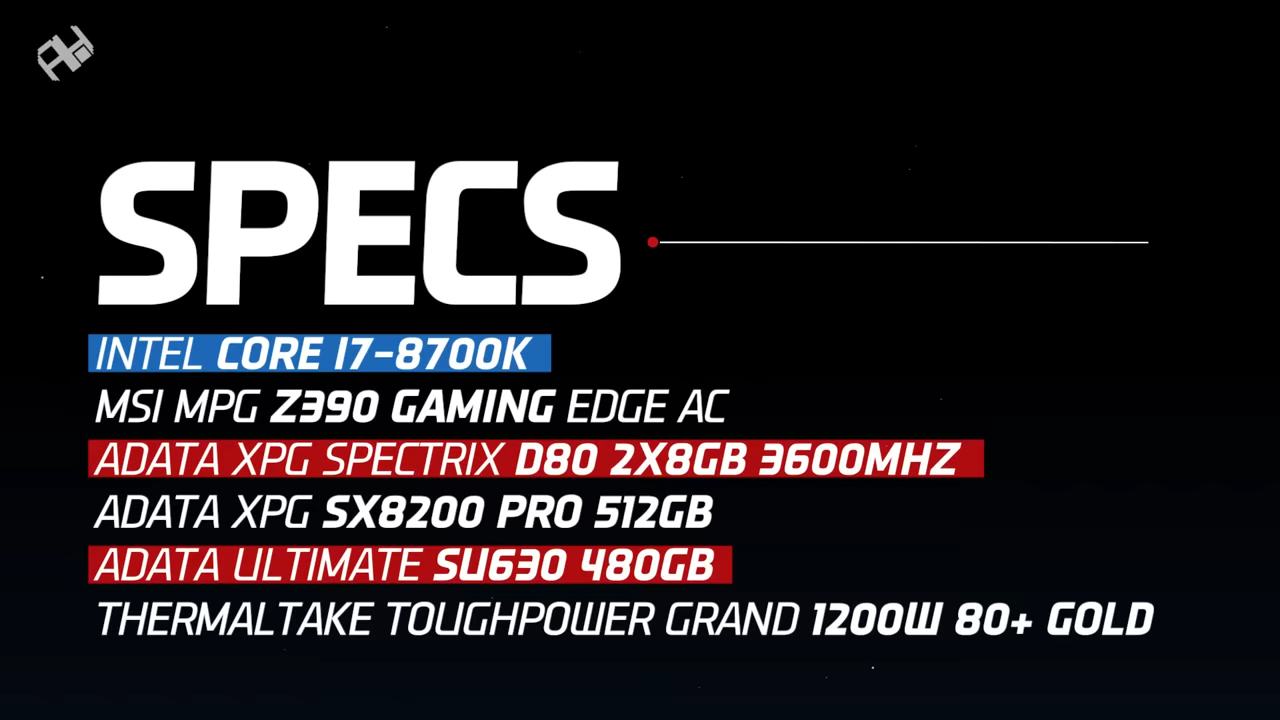 SPECS
INTEL CORE I7-8700K
MSI MPG Z390 GAMING EDGE AC
ADATA XPG SPECTRIX D80 2X8GB 3600MHZ
ADATA XPG SX8200 PRO 512GB
ADATA ULTIMATE SU630 480GB
THERMALTAKE TOUGHPOWER GRAND 1200W 80+ GOLD